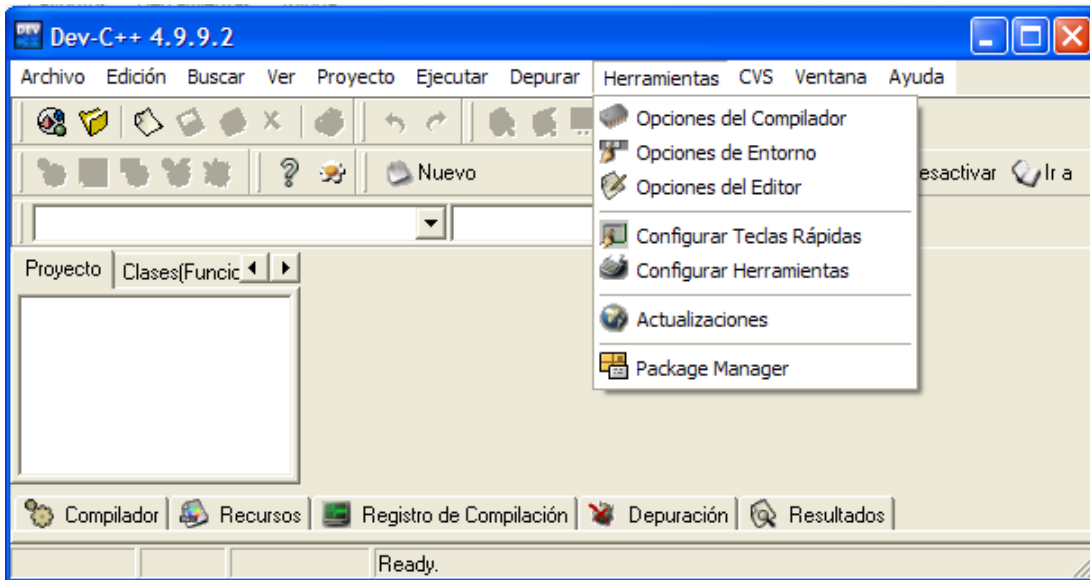 Dev-C++ 4.9.9.2
Archivo Edición Buscar Ver Proyecto Ejecutar Depurar Herramientas CVS Ventana Ayuda
Opciones del Compilador
Opciones de Entorno
Nuevo
esactivar Ir a
Opciones del Editor
Configurar Teclas Rápidas
Proyecto Clases(Funcic
Configurar Herramientas
Actualizaciones
Package Manager
Compilador Recursos Registro de Compilación Depuración Resultados
Ready.